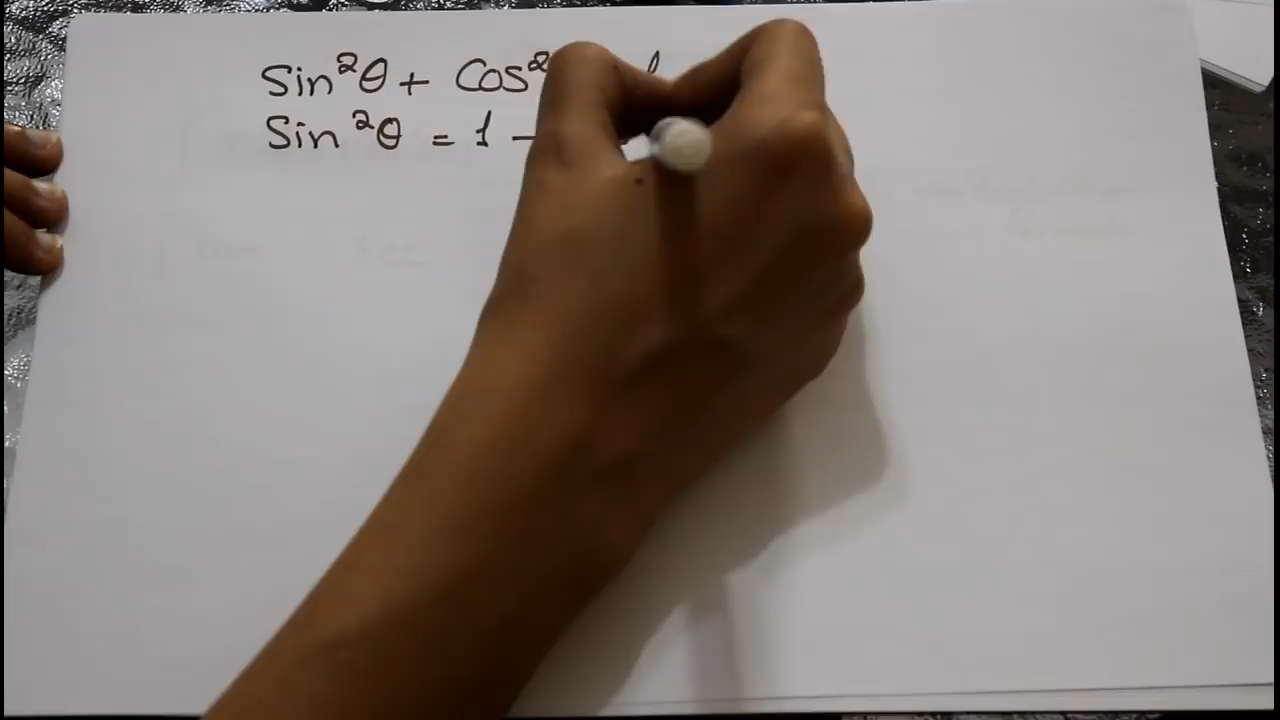 Sin²θ + Cos²
Sin²θ = 1 -